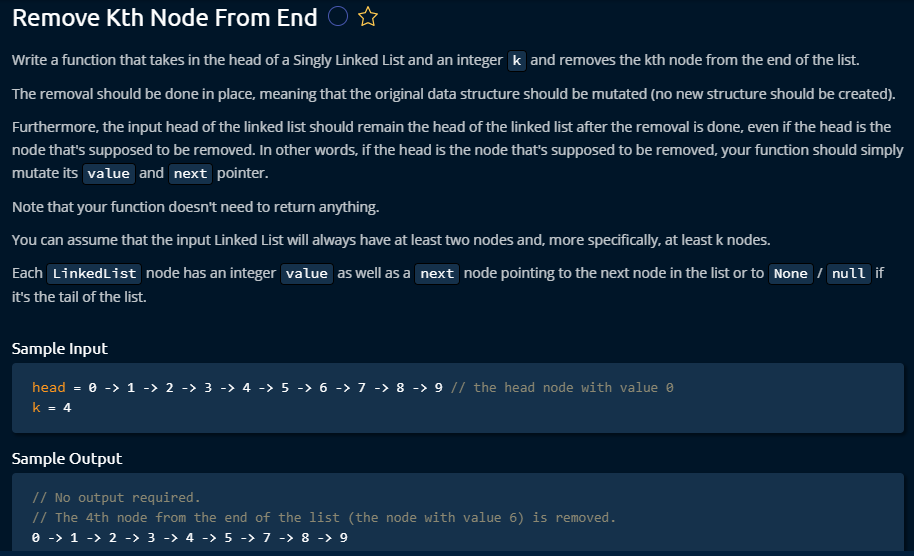 Remove Kth Node From End
Write a function that takes in the head of a Singly Linked List and an integer k and removes the kth node from the end of the list.
The removal should be done in place, meaning that the original data structure should be mutated (no new structure should be created).
Furthermore, the input head of the linked list should remain the head of the linked list after the removal is done, even if the head is the
node that's supposed to be removed. In other words, if the head is the node that's supposed to be removed, your function should simply
mutate its value and next pointer.
Note that your function doesn't need to return anything.
You can assume that the input Linked List will always have at least two nodes and, more specifically, at least k nodes.
Each LinkedList node has an integer value as well as a next node pointing to the next node in the list or to None / null if
it's the tail of the list.
Sample Input
head = 0 -> 1 -> 2 -> 3 -> 4 -> 5 -> 6 -> 7 -> 8 -> 9 // the head node with value 0
k = 4
Sample Output
// No output required.
// The 4th node from the end of the list (the node with value 6) is removed.
0 -> 1 -> 2 -> 3 -> 4 -> 5 -> 7 -> 8 -> 9